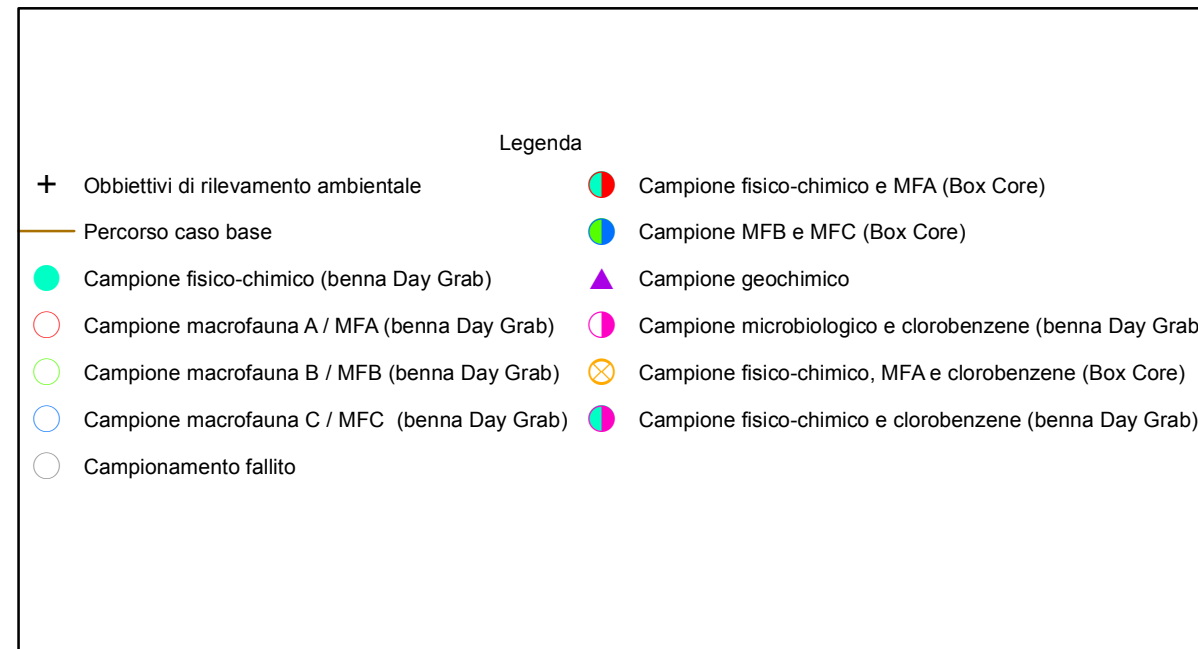 Legenda
Obbiettivi di rilevamento ambientale
Percorso caso base
Campione fisico-chimico (benna Day Grab)
Campione macrofauna A / MFA (benna Day Grab)
Campione macrofauna B / MFB (benna Day Grab)
Campione macrofauna C / MFC (benna Day Grab)
Campionamento fallito
Campione fisico-chimico e MFA (Box Core)
Campione MFB e MFC (Box Core)
Campione geochimico
Campione microbiologico e clorobenzene (benna Day Grab
Campione fisico-chimico, MFA e clorobenzene (Box Core)
Campione fisico-chimico e clorobenzene (benna Day Grab)